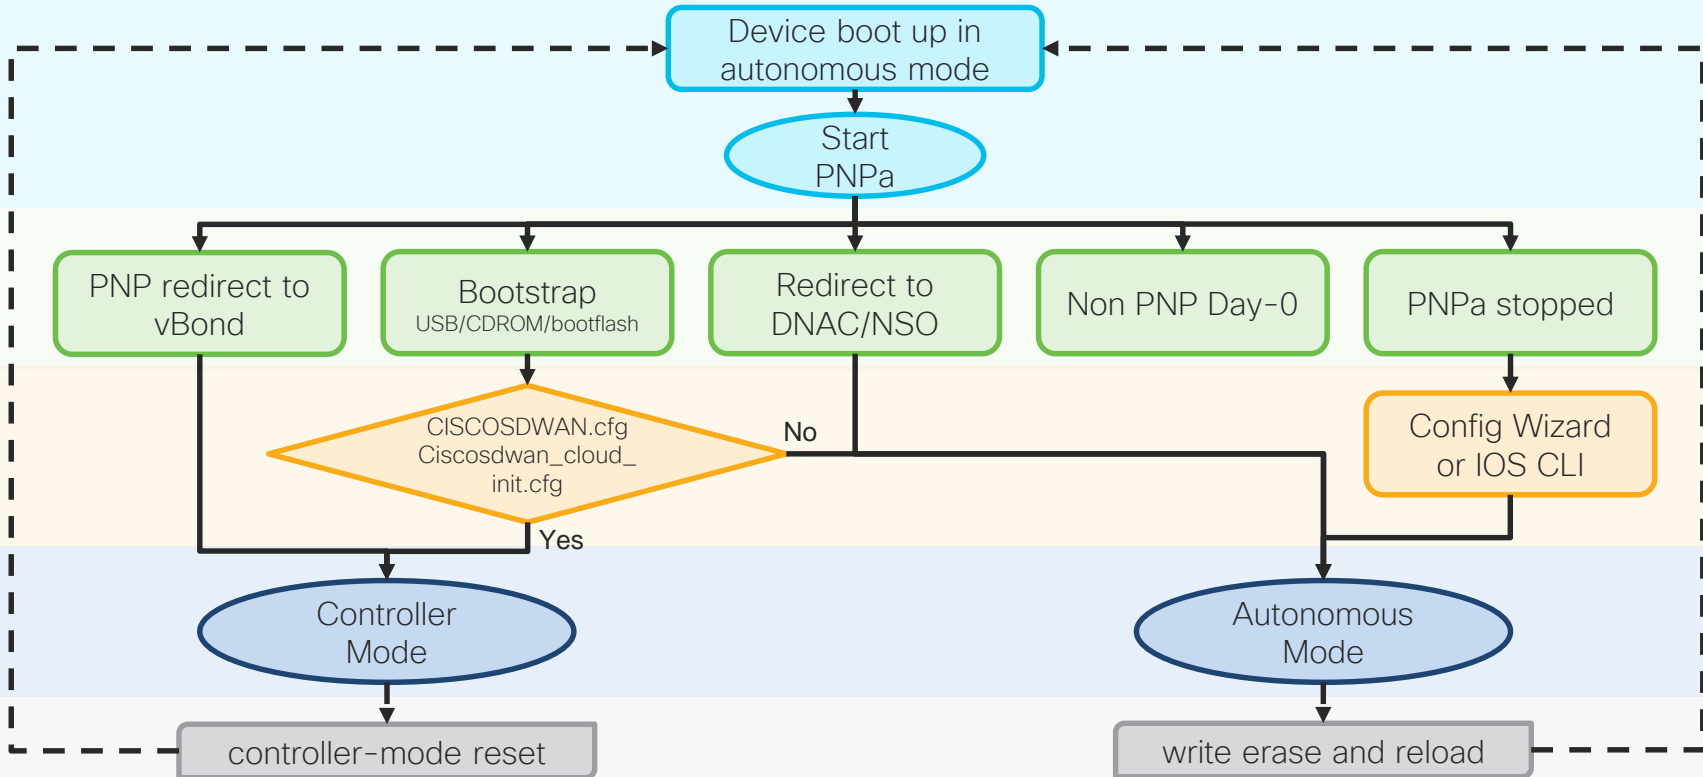 Device boot up in
autonomous mode
Start
PNPa
PNP redirect to
vBond
Bootstrap
USB/CDROM/bootflash
Redirect to
DNAC/NSO
Non PNP Day-0
PNPa stopped
CISCOSDWAN.cfg
Ciscosdwan_cloud_
init.cfg
No
Config Wizard
or IOS CLI
Yes
Controller
Mode
Autonomous
Mode
controller-mode reset
write erase and reload